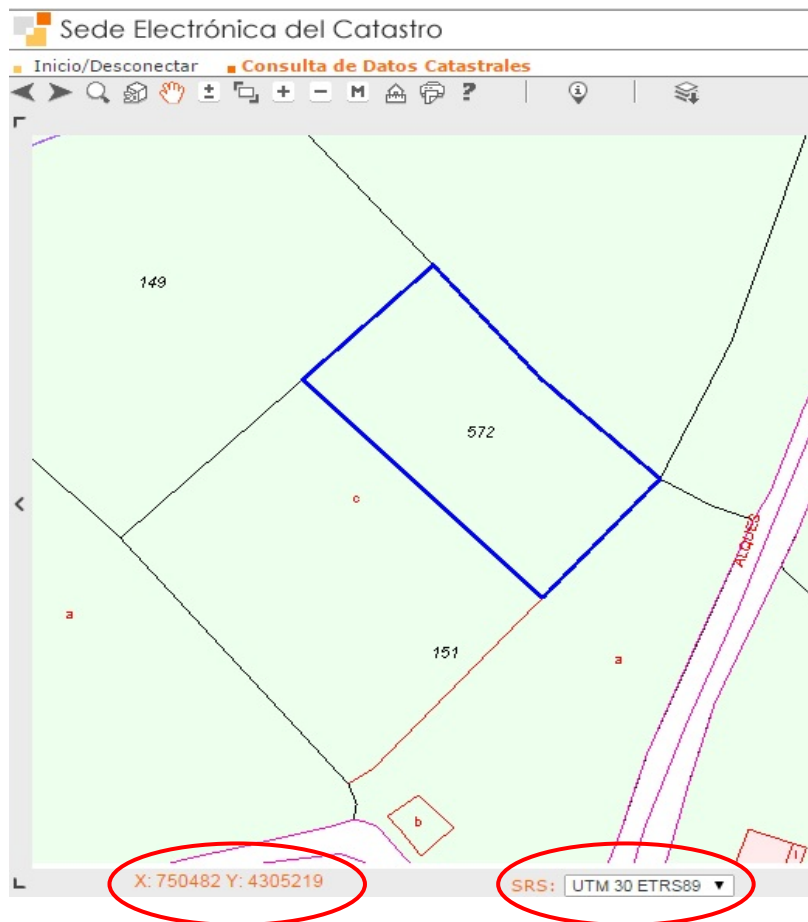 Sede Electrónica del Catastro
Inicio/Desconectar Consulta de Datos Catastrales
± + − M ?
149
572
c
ALQUES
a
151
a
b
I
X: 750482 Y: 4305219
SRS: UTM 30 ETRS89